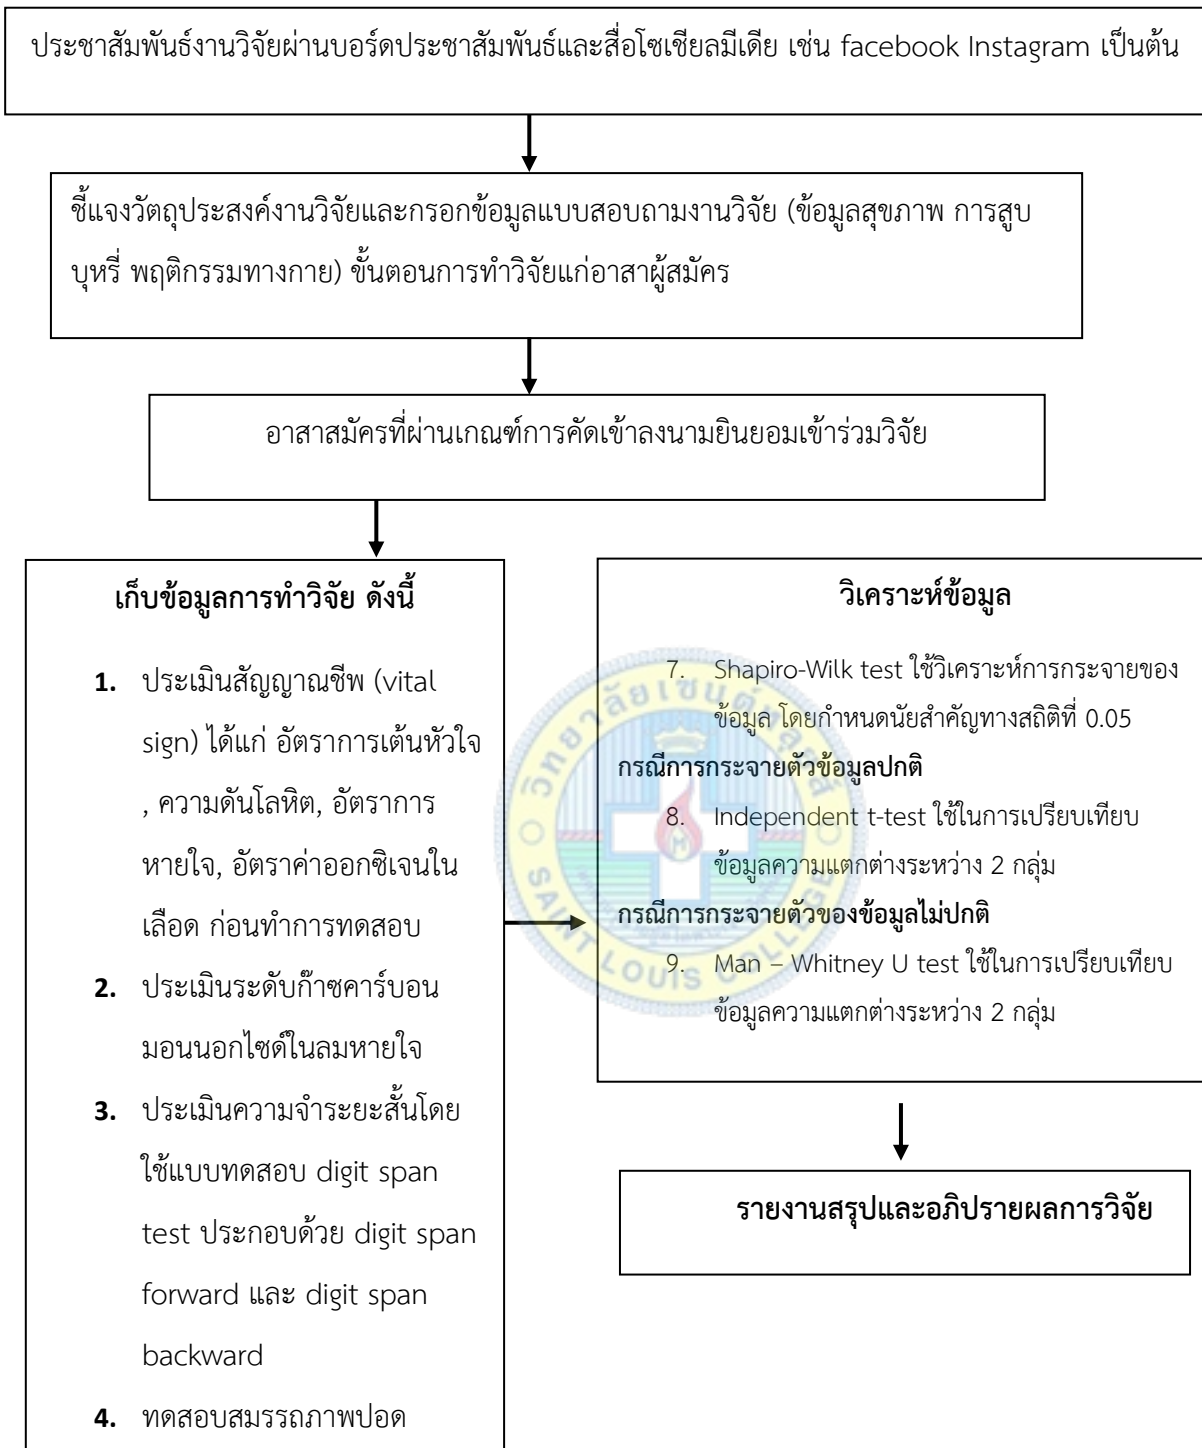 ประชาสัมพันธ์งานวิจัยผ่านบอร์ดประชาสัมพันธ์และสื่อโซเชียลมีเดีย เช่น facebook Instagram เป็นต้น
ชี้แจงวัตถุประสงค์งานวิจัยและกรอกข้อมูลแบบสอบถามงานวิจัย (ข้อมูลสุขภาพ การสูบ
บุหรี่ พฤติกรรมทางกาย) ขั้นตอนการทำวิจัยแก่อาสาผู้สมัคร
อาสาสมัครที่ผ่านเกณฑ์การคัดเข้าลงนามยินยอมเข้าร่วมวิจัย
เก็บข้อมูลการทำวิจัย ดังนี้
1. ประเมินสัญญาณชีพ (vital
sign) ได้แก่ อัตราการเต้นหัวใจ
, ความดันโลหิต, อัตราการ
หายใจ, อัตราค่าออกซิเจนใน
เลือด ก่อนทำการทดสอบ
2. ประเมินระดับก๊าซคาร์บอน
มอนนอกไซด์ในลมหายใจ
3. ประเมินความจำระยะสั้นโดย
ใช้แบบทดสอบ digit span
test ประกอบด้วย digit span
forward และ digit span
backward
4. ทดสอบสมรรถภาพปอด
วิเคราะห์ข้อมูล
7. Shapiro-Wilk test ใช้วิเคราะห์การกระจายของ
ข้อมูล โดยกำหนดนัยสำคัญทางสถิติที่ 0.05
กรณีการกระจายตัวข้อมูลปกติ
8. Independent t-test ใช้ในการเปรียบเทียบ
ข้อมูลความแตกต่างระหว่าง 2 กลุ่ม
กรณีการกระจายตัวของข้อมูลไม่ปกติ
9. Man – Whitney U test ใช้ในการเปรียบเทียบ
ข้อมูลความแตกต่างระหว่าง 2 กลุ่ม
รายงานสรุปและอภิปรายผลการวิจัย
วิทยาลัยเซนต์หลุยส์
SAINT LOUIS COLLEGE